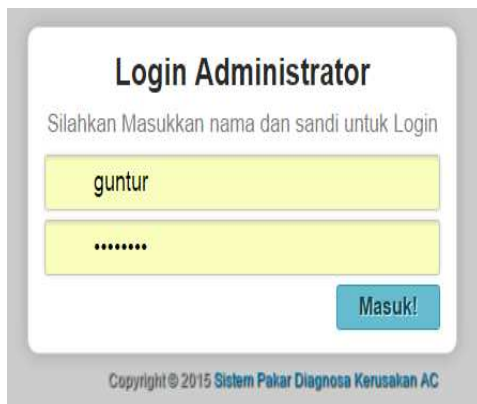 Login Administrator
Silahkan Masukkan nama dan sandi untuk Login
guntur
••••••••
Masuk!
Copyright © 2015 Sistem Pakar Diagnosa Kerusakan AC